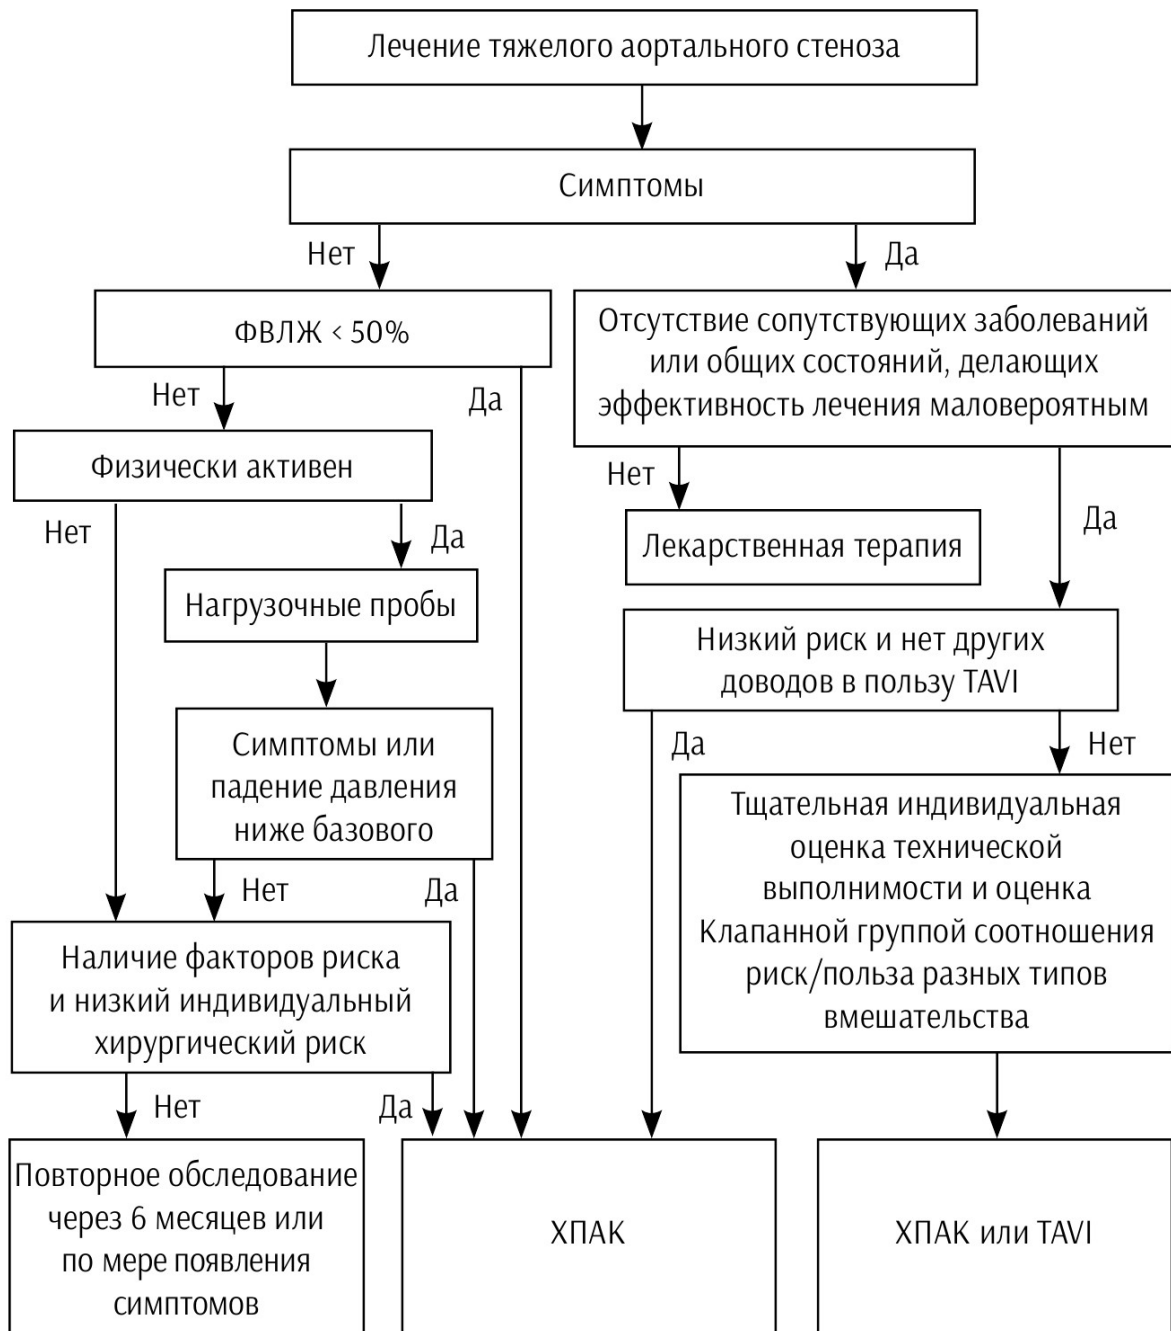 Лечение тяжелого аортального стеноза
Симптомы
Нет
Да
ФВЛЖ < 50%
Отсутствие сопутствующих заболеваний
или общих состояний, делающих
эффективность лечения маловероятным
Нет
Да
Физически активен
Нет
Да
Нет
Да
Лекарственная терапия
Нагрузочные пробы
Низкий риск и нет других
доводов в пользу TAVI
Симптомы или
падение давления
ниже базового
Да
Нет
Тщательная индивидуальная
оценка технической
выполнимости и оценка
Клапанной группой соотношения
риск/польза разных типов
вмешательства
Нет
Да
Наличие факторов риска
и низкий индивидуальный
хирургический риск
Нет
Да
Повторное обследование
через 6 месяцев или
по мере появления
симптомов
ХПАК
ХПАК или TAVI